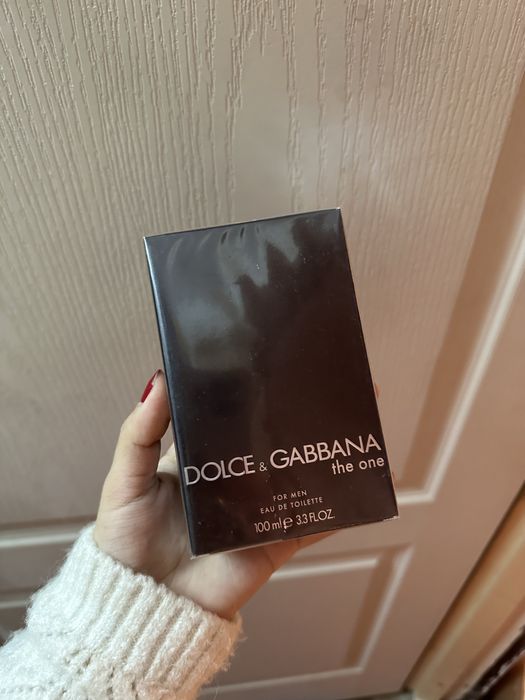 DOLCE & GABBANA
the one
FOR MEN
EAU DE TOILETTE
100 ml ℮ 3.3 FL.OZ.